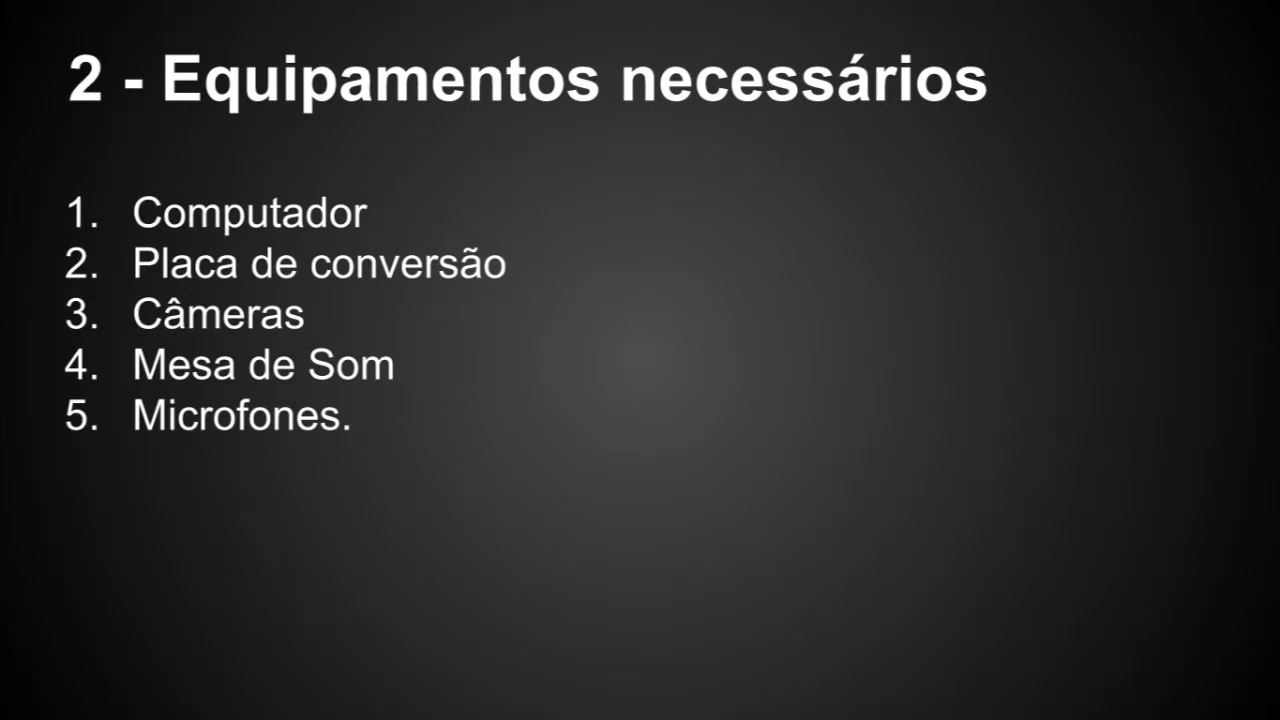 2 - Equipamentos necessários
1. Computador
2. Placa de conversão
3. Câmeras
4. Mesa de Som
5. Microfones.